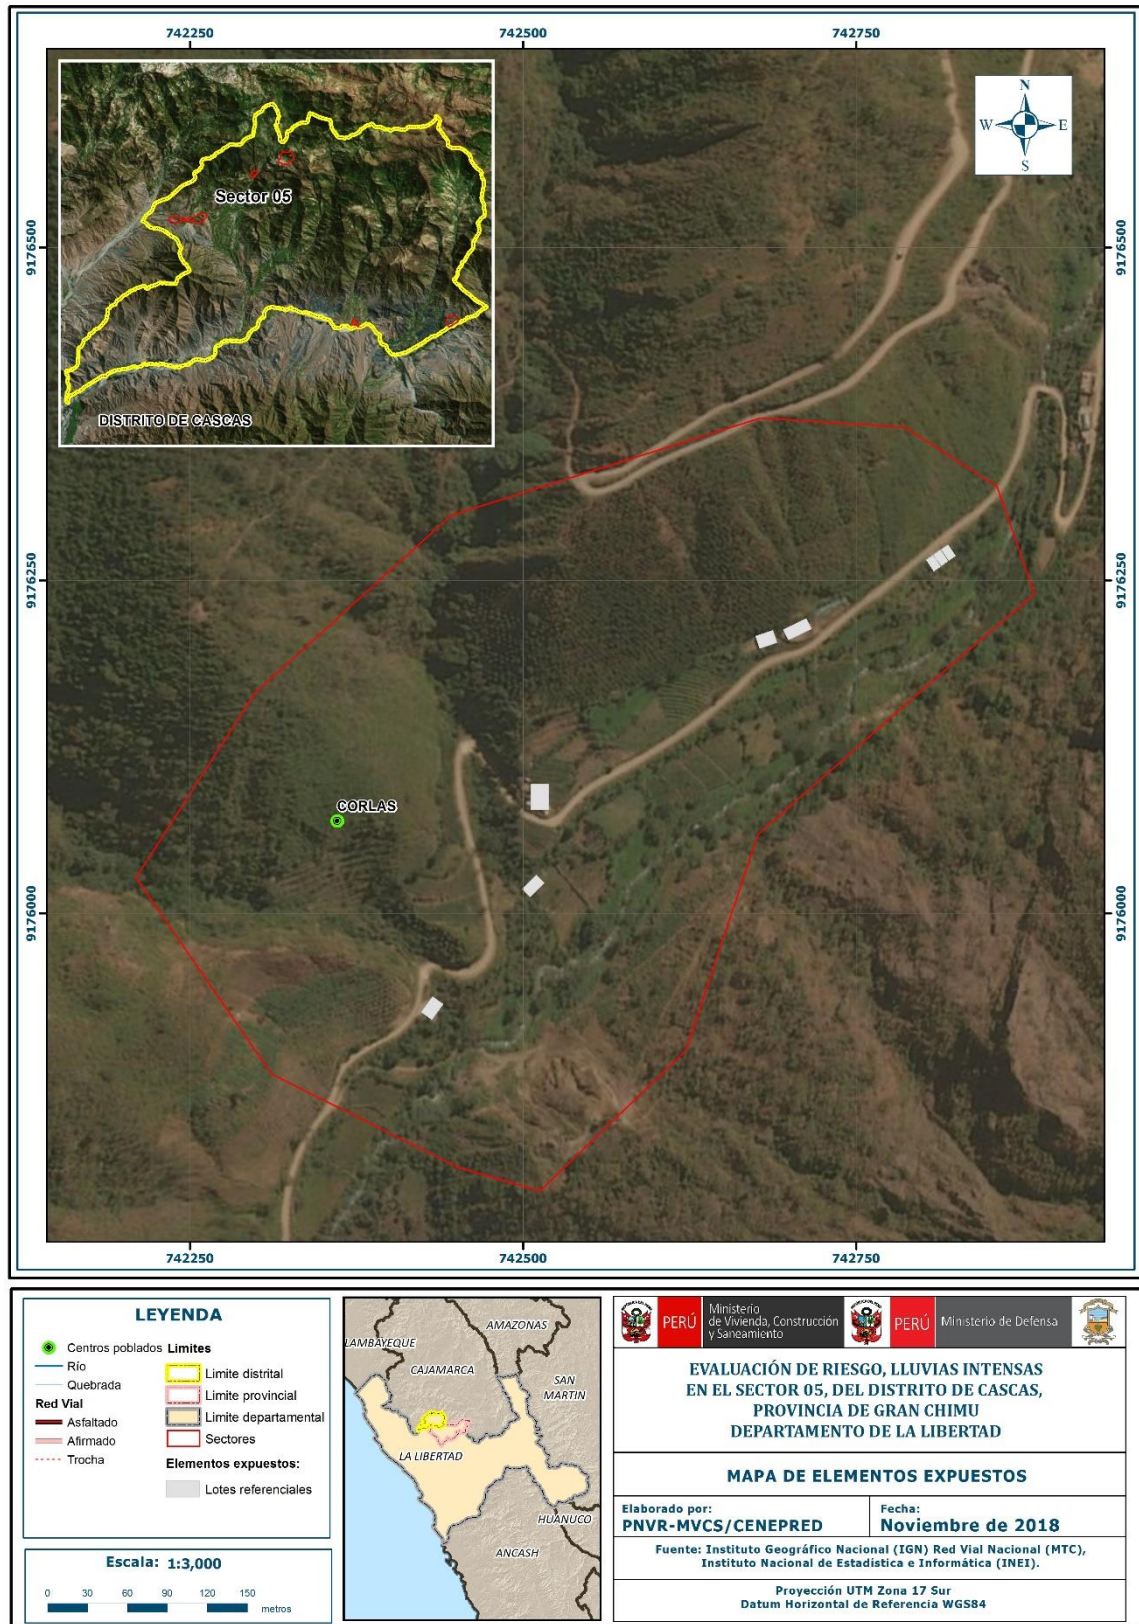 742250
742500
742750
N
W
E
S
Sector 05
DISTRITO DE CASCAS
9176500
9176500
9176250
9176250
CORLAS
9176000
9176000
742250
742500
742750
LEYENDA
Centros poblados
Río
Quebrada
Red Vial
Asfaltado
Afirmado
Trocha
Limites
Limite distrital
Limite provincial
Limite departamental
Sectores
Elementos expuestos:
Lotes referenciales
Escala: 1:3,000
0 30 60 90 120 150
metros
LAMBAYEQUE
AMAZONAS
CAJAMARCA
SAN
MARTIN
LA LIBERTAD
HUANUCO
ANCASH
PERÚ
Ministerio
de Vivienda, Construcción
y Saneamiento
PERÚ
Ministerio de Defensa
EVALUACIÓN DE RIESGO, LLUVIAS INTENSAS
EN EL SECTOR 05, DEL DISTRITO DE CASCAS,
PROVINCIA DE GRAN CHIMU
DEPARTAMENTO DE LA LIBERTAD
MAPA DE ELEMENTOS EXPUESTOS
Elaborado por:
PNVR-MVCS/CENEPRED
Fecha:
Noviembre de 2018
Fuente: Instituto Geográfico Nacional (IGN) Red Vial Nacional (MTC),
Instituto Nacional de Estadística e Informática (INEI).
Proyección UTM Zona 17 Sur
Datum Horizontal de Referencia WGS84